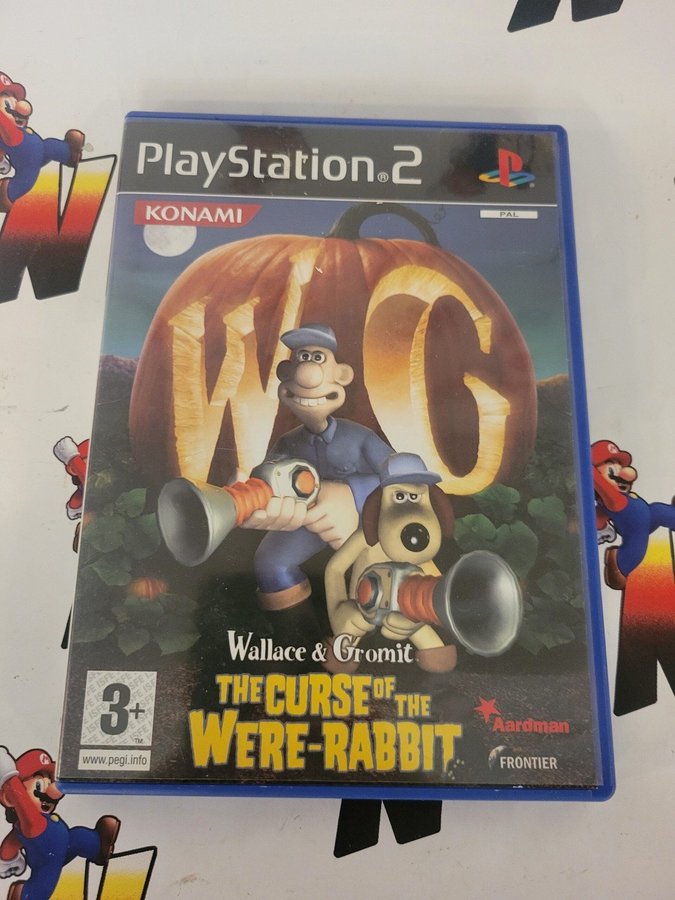 PlayStation®2
KONAMI
PAL
WG
Wallace & Gromit
THE CURSE OF THE
WERE-RABBIT
3+
TM
www.pegi.info
Aardman
FRONTIER
N
N
N
N